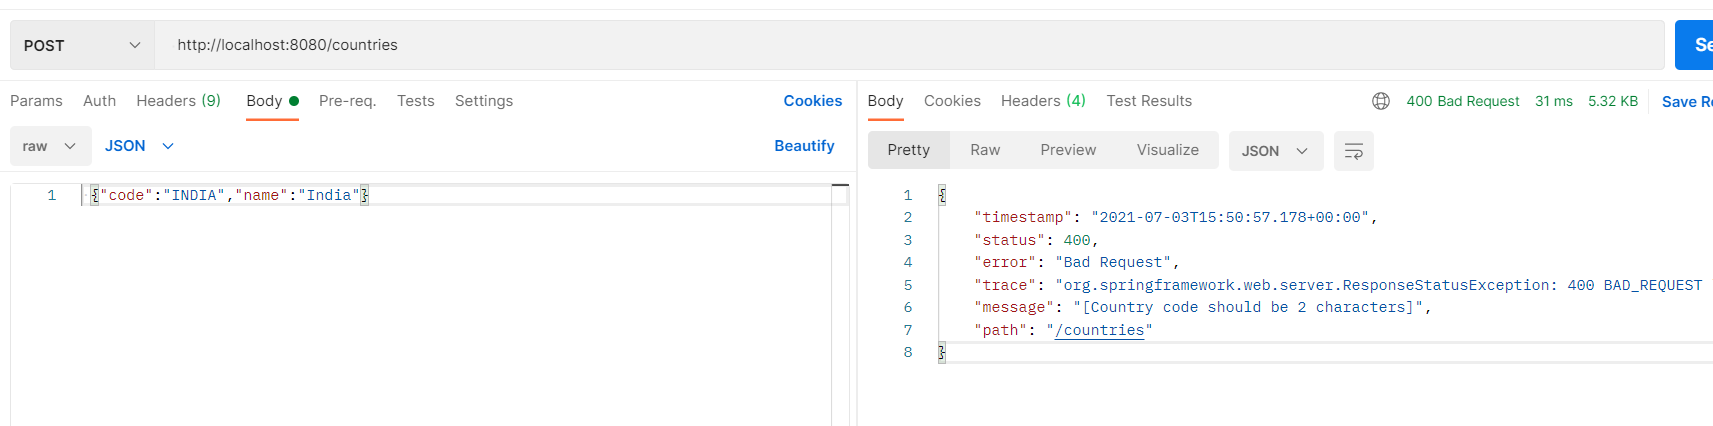 POST http://localhost:8080/countries Se
Params Auth Headers (9) Body Pre-req. Tests Settings Cookies
raw JSON Beautify
1 {"code":"INDIA","name":"India"}
Body Cookies Headers (4) Test Results 400 Bad Request 31 ms 5.32 KB Save Re
Pretty Raw Preview Visualize JSON
1 {
2 "timestamp": "2021-07-03T15:50:57.178+00:00",
3 "status": 400,
4 "error": "Bad Request",
5 "trace": "org.springframework.web.server.ResponseStatusException: 400 BAD_REQUEST
6 "message": "[Country code should be 2 characters]",
7 "path": "/countries"
8 }